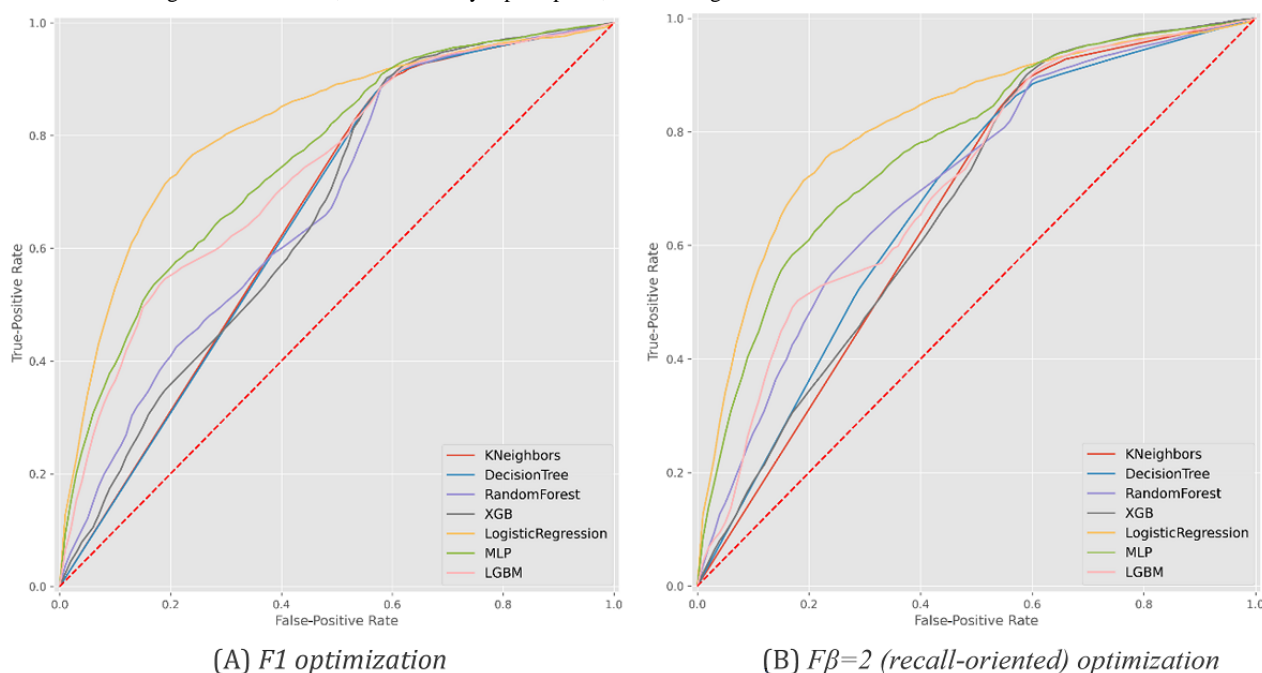 1.0
0.8
0.6
0.4
0.2
0.0
True-Positive Rate
0.0 0.2 0.4 0.6 0.8 1.0
False-Positive Rate
KNeighbors
DecisionTree
RandomForest
XGB
LogisticRegression
MLP
LGBM
(A) F1 optimization
1.0
0.8
0.6
0.4
0.2
0.0
True-Positive Rate
0.0 0.2 0.4 0.6 0.8 1.0
False-Positive Rate
KNeighbors
DecisionTree
RandomForest
XGB
LogisticRegression
MLP
LGBM
(B) Fβ=2 (recall-oriented) optimization